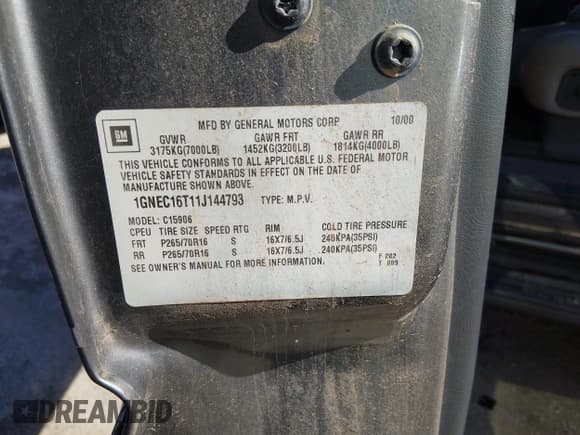 GM
MFD BY GENERAL MOTORS CORP 10/00
GVWR GAWR FRT GAWR RR
3175KG(7000LB) 1452KG(3200LB) 1814KG(4000LB)
THIS VEHICLE CONFORMS TO ALL APPLICABLE U.S. FEDERAL MOTOR
VEHICLE SAFETY STANDARDS IN EFFECT ON THE DATE OF
MANUFACTURE SHOWN ABOVE.
1GNEC16T11J144793 TYPE: M.P.V.
MODEL: C15906
CPEU TIRE SIZE SPEED RTG RIM COLD TIRE PRESSURE
FRT P265/70R16 S 16X7/6.5J 240KPA(35PSI)
RR P265/70R16 S 16X7/6.5J 240KPA(35PSI)
SEE OWNER'S MANUAL FOR MORE INFORMATION.
F 202
T 009
DREAMBID